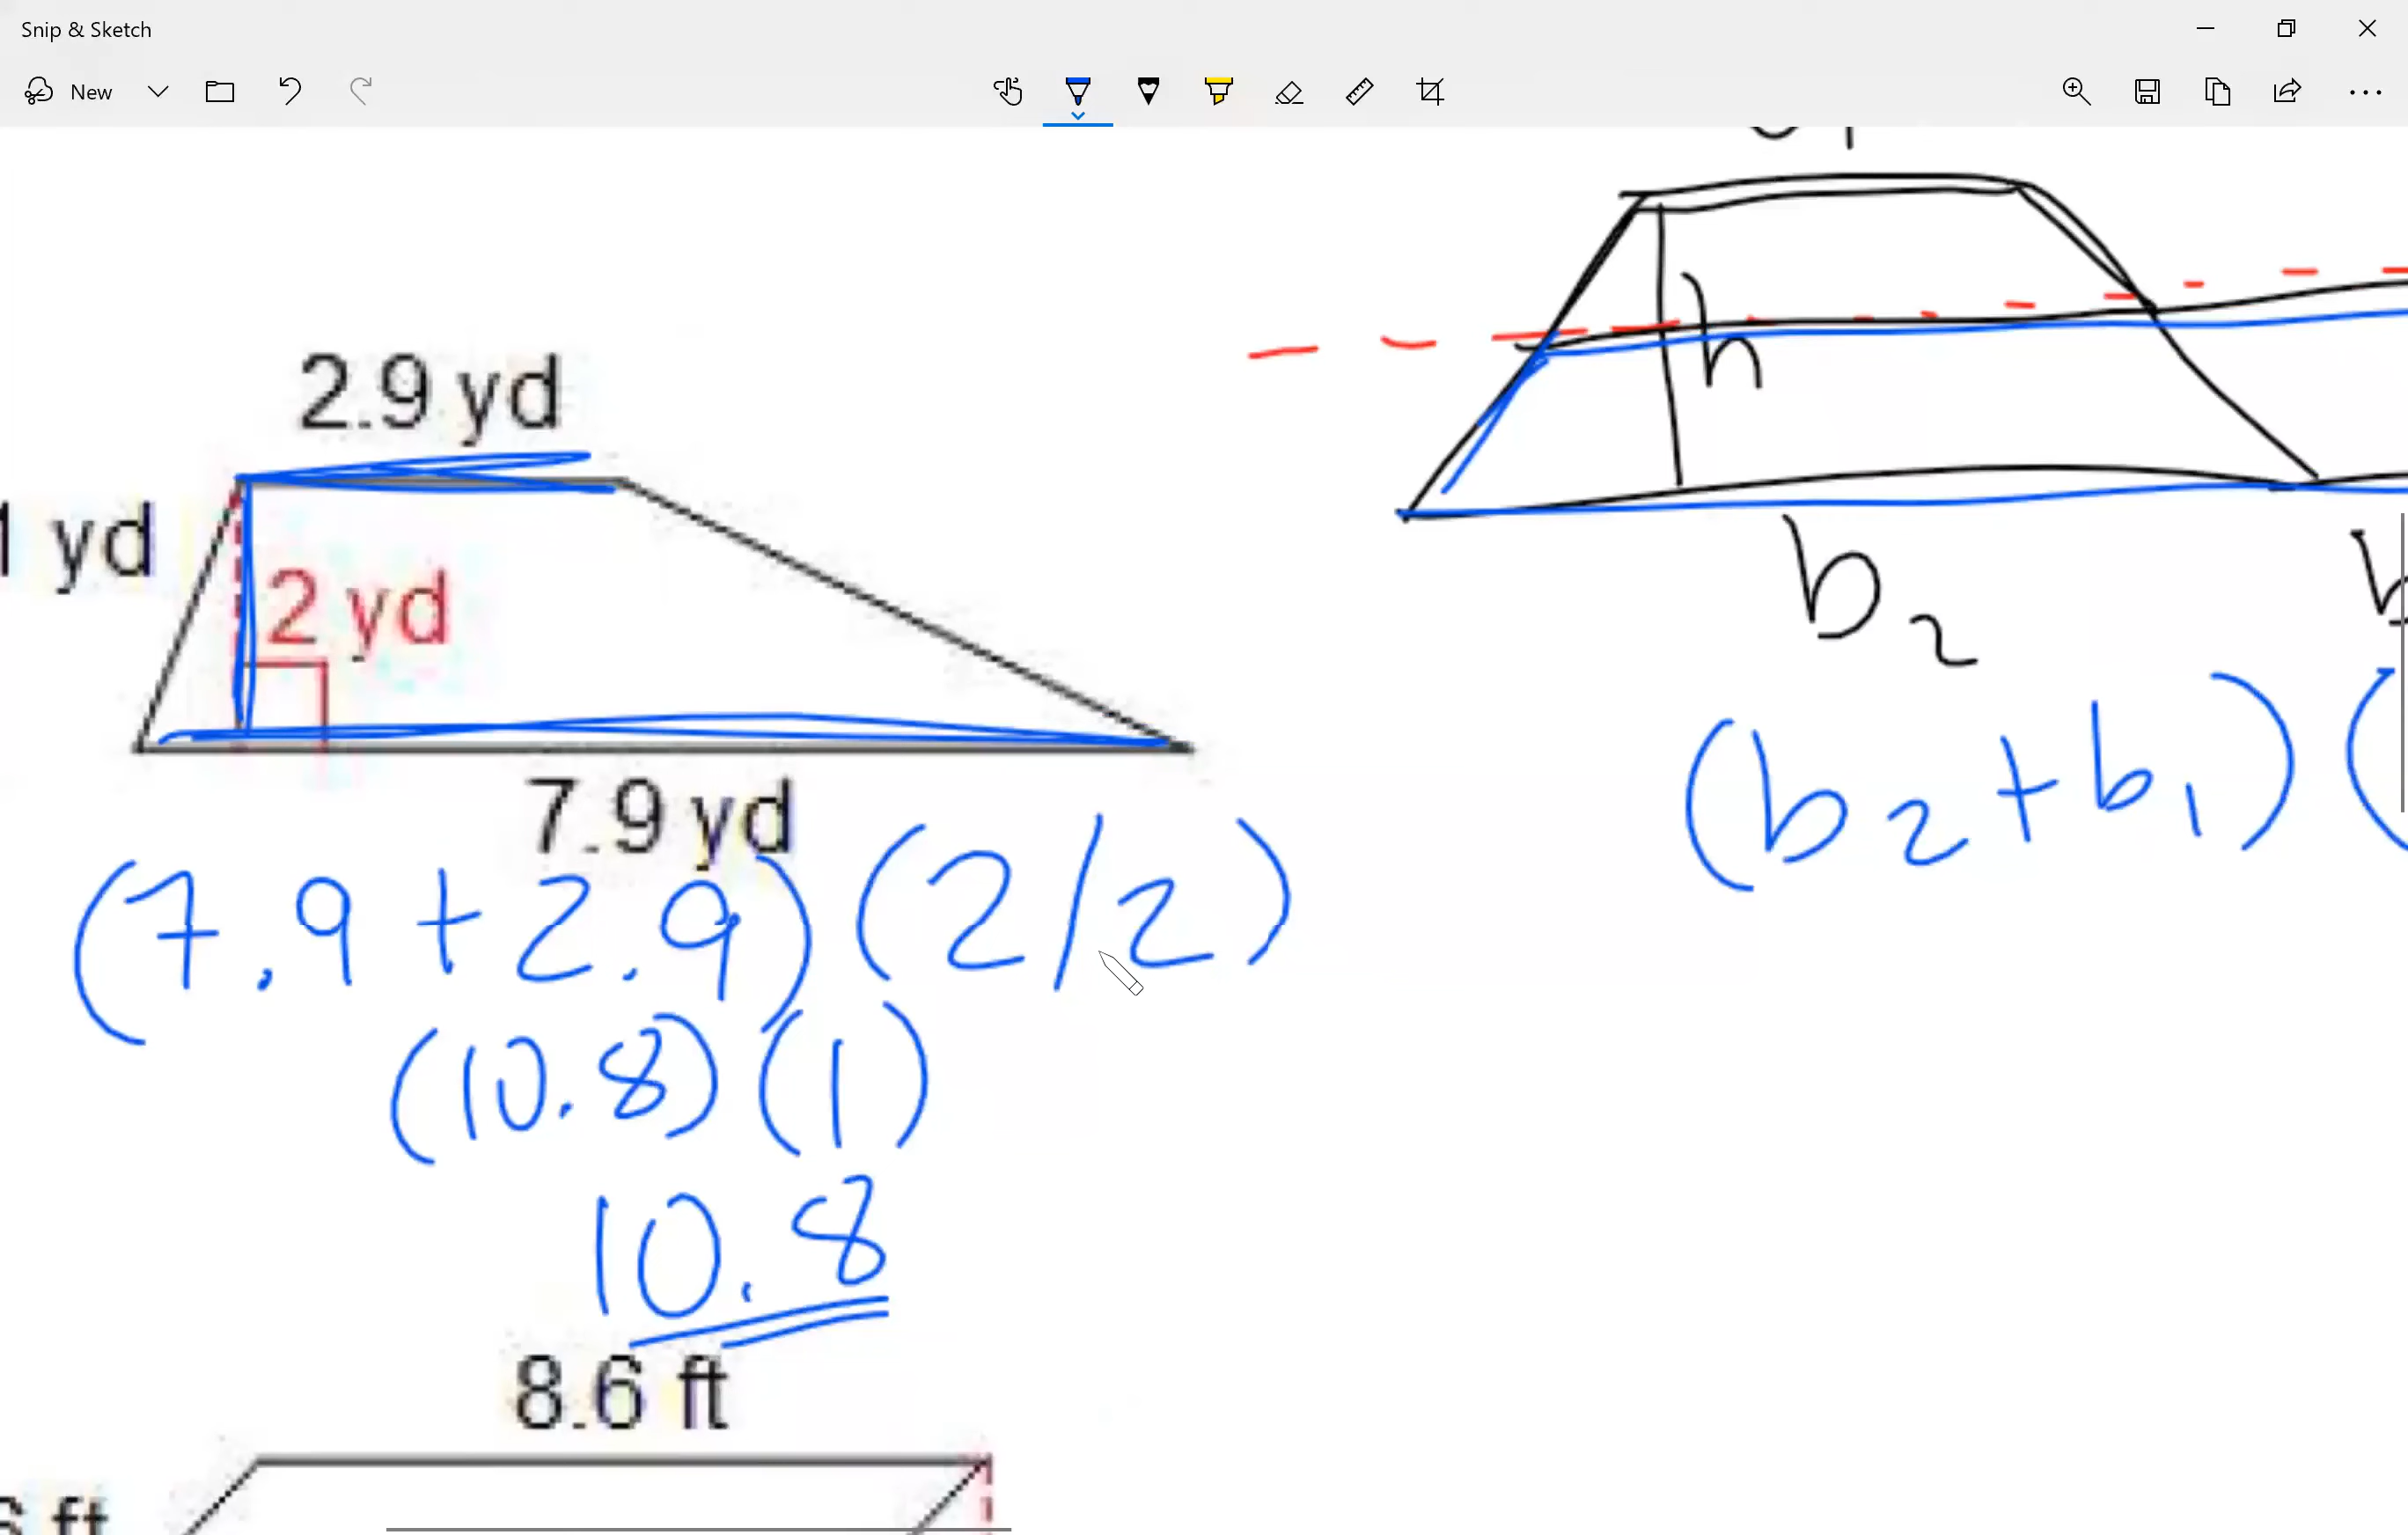 Snip & Sketch
New
2.9 yd
yd
2 yd
7.9 yd
h
b2
(b2+b1)(
(7.9+2.9)(2/2)
(10.8)(1)
10.8
8.6 ft
ft